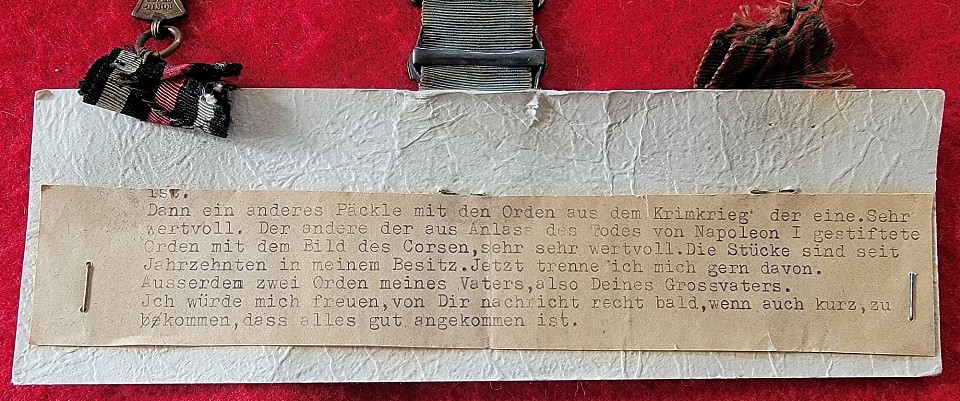 ist.
Dann ein anderes Päckle mit den Orden aus dem Krimkrieg der eine.Sehr
wertvoll. Der andere der aus Anlass des Todes von Napoleon I gestiftete
Orden mit dem Bild des Corsen,sehr sehr wertvoll.Die Stücke sind seit
Jahrzehnten in meinem Besitz.Jetzt trenne ich mich gern davon.
Ausserdem zwei Orden meines Vaters,also Deines Grossvaters.
Jch würde mich freuen,von Dir nachricht recht bald,wenn auch kurz,zu
bekommen,dass alles gut angekommen ist.